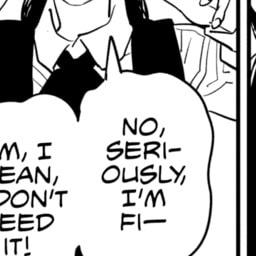 NO,
SERI-
OUSLY,
I'M
FI—
M, I
EAN,
DON'T
EED
IT!